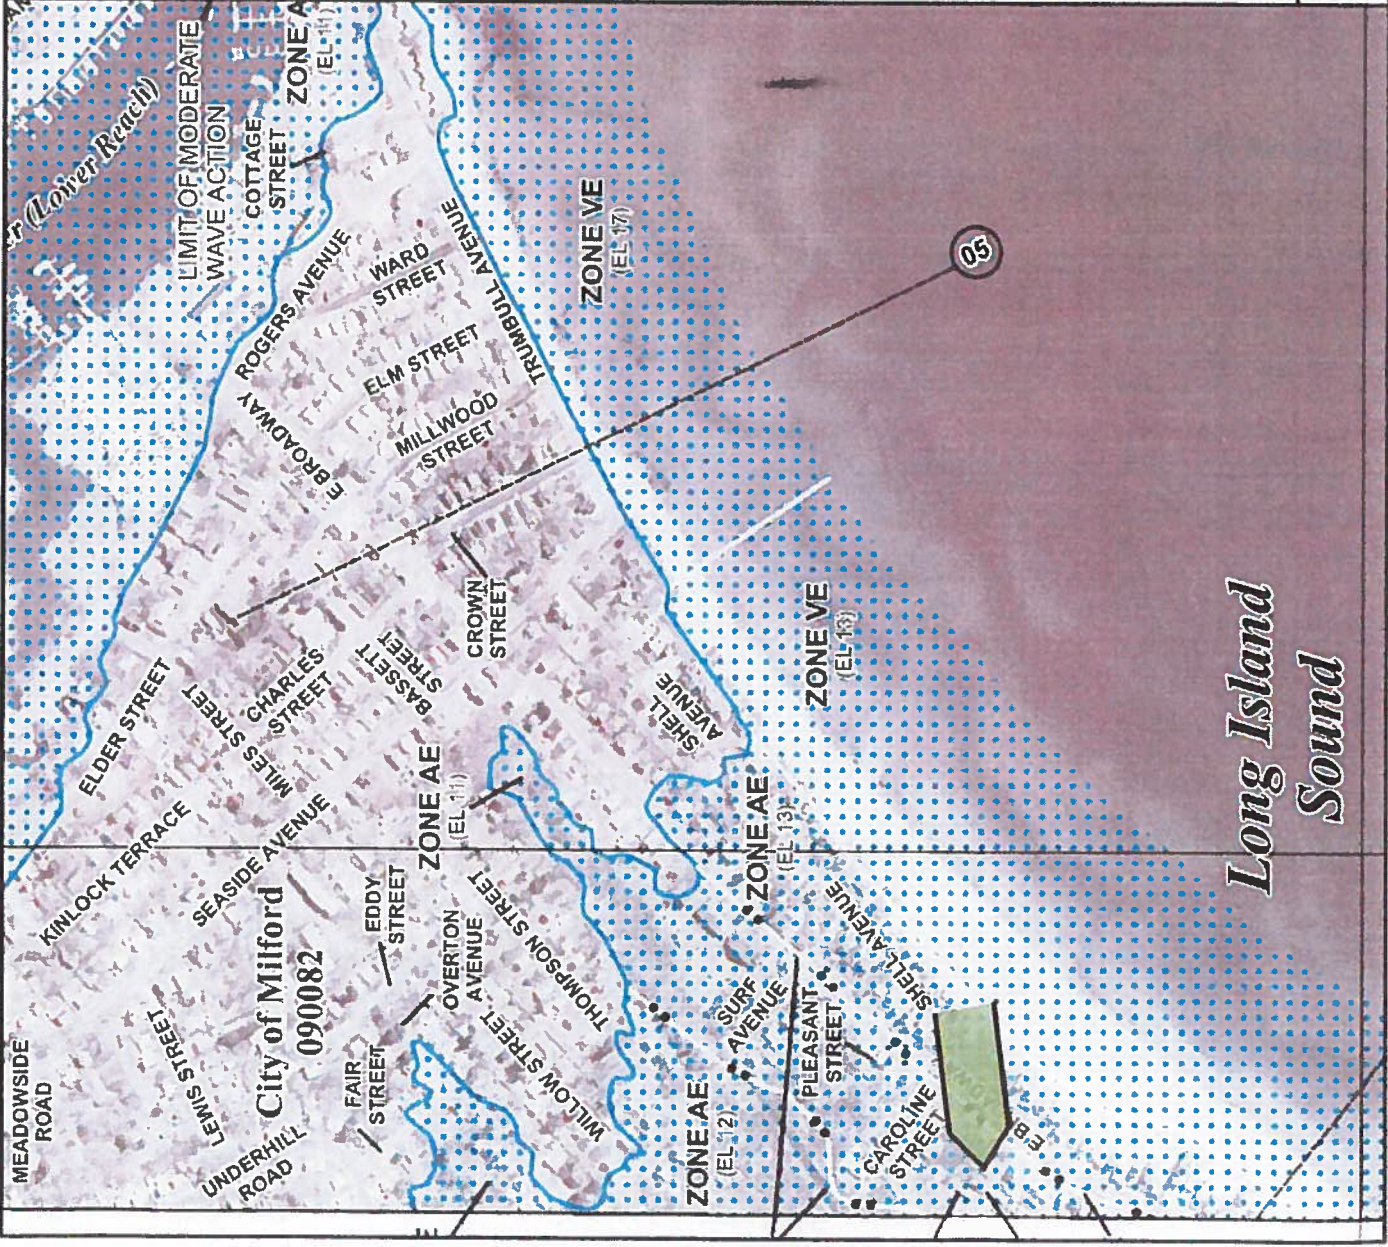 ZONE A
(EL 11)
(Lower Reach)
LIMIT OF MODERATE
WAVE ACTION
COTTAGE
STREET
ROGERS AVENUE
WARD
STREET
TRUMBULL AVENUE
ZONE VE
(EL 17)
05
ELM STREET
E BROADWAY
MILLWOOD
STREET
CROWN
STREET
ELDER STREET
MILES STREET
CHARLES
STREET
BASSETT
STREET
SHELL
AVENUE
ZONE VE
(EL 13)
Long Island
Sound
ZONE AE
(EL 11)
ZONE AE
(EL 13)
KINLOCK TERRACE
SEASIDE AVENUE
City of Milford
090082
EDDY
STREET
OVERTON
AVENUE
THOMPSON STREET
WILLOW STREET
SURF
AVENUE
PLEASANT
STREET
SHELL AVENUE
MEADOWSIDE
ROAD
LEWIS STREET
UNDERHILL
ROAD
FAIR
STREET
ZONE AE
(EL 12)
CAROLINE
STREET
E B